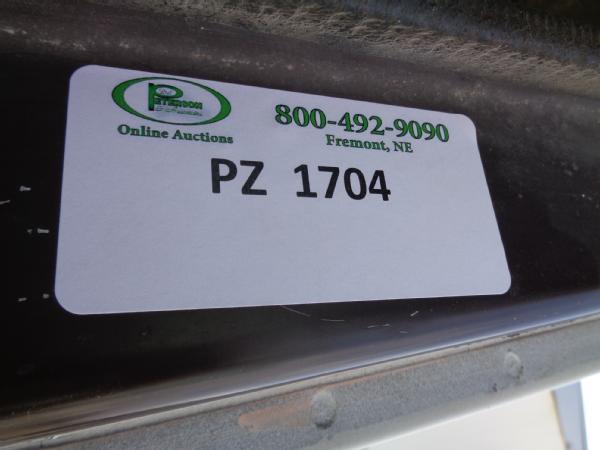 PETERSON
Online Auctions
800-492-9090
Fremont, NE
PZ 1704